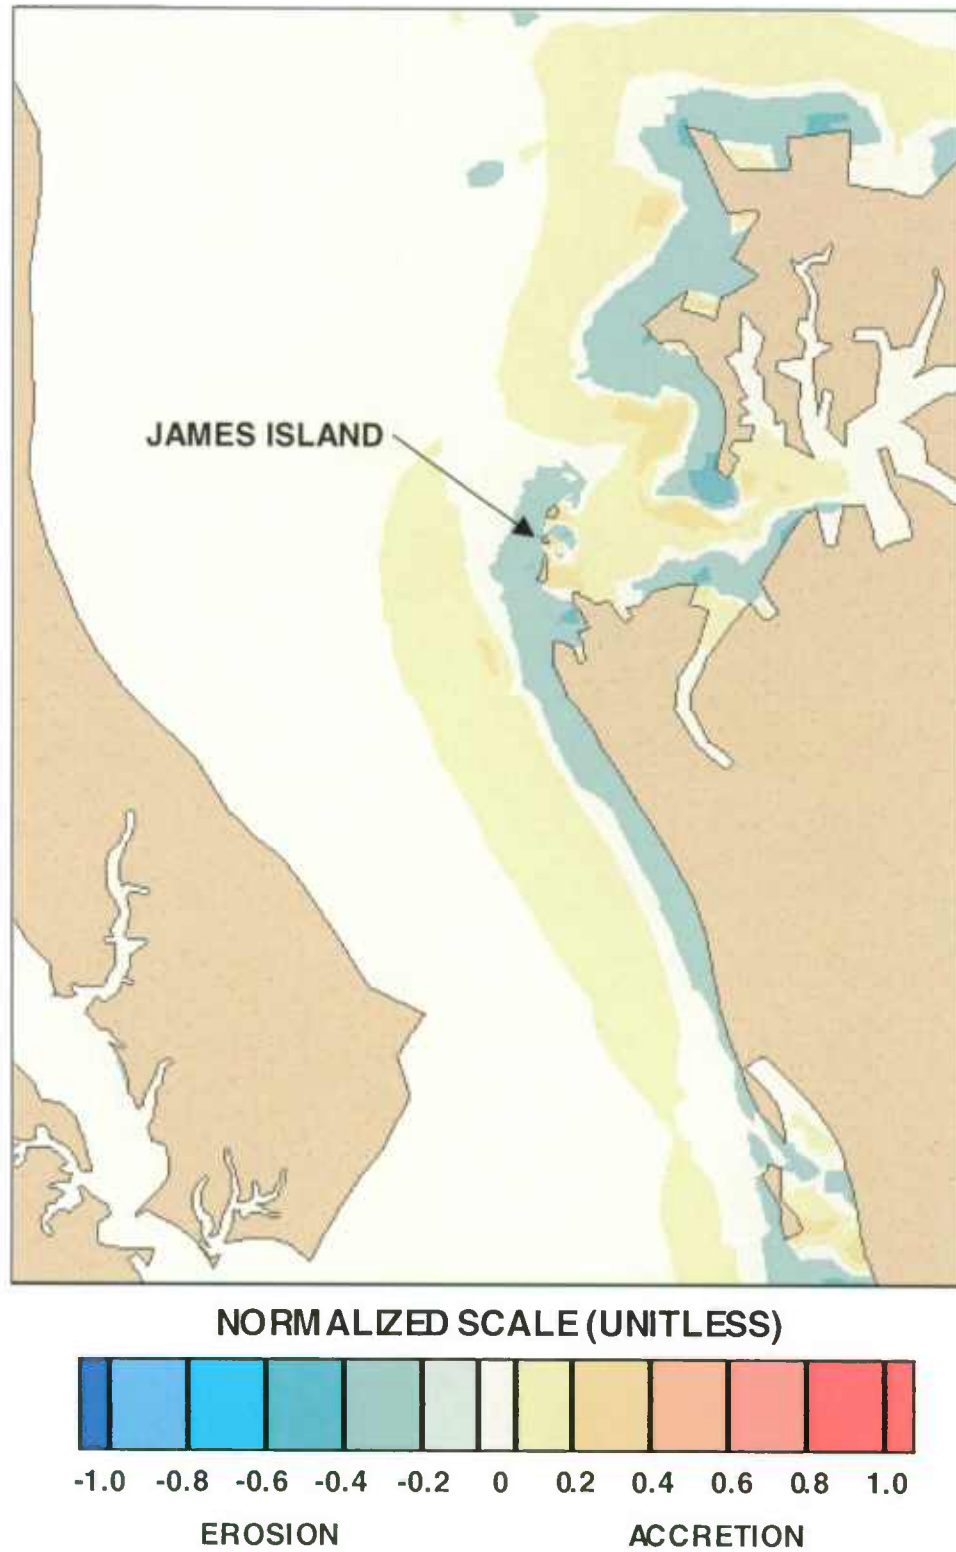 JAMES ISLAND
NORMALIZED SCALE (UNITLESS)
-1.0 -0.8 -0.6 -0.4 -0.2 0 0.2 0.4 0.6 0.8 1.0
EROSION ACCRETION